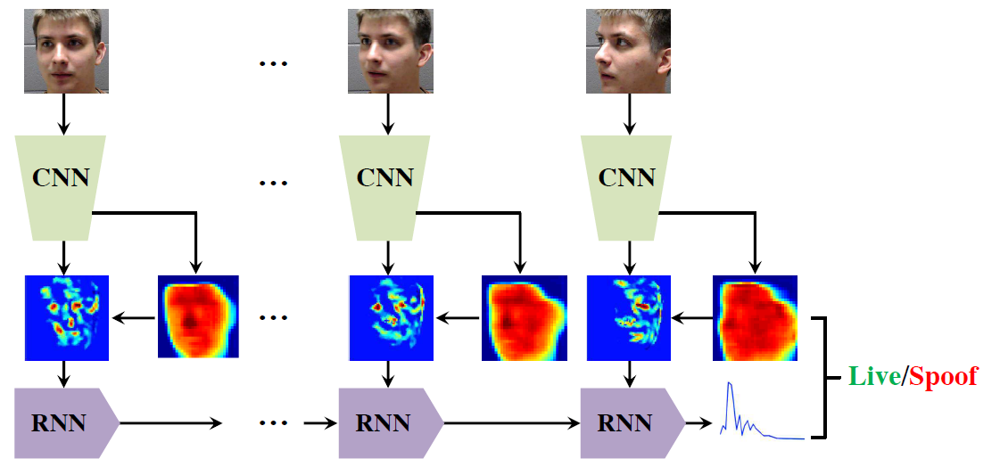 ...
CNN ... CNN CNN
...
RNN ... RNN RNN
Live/Spoof